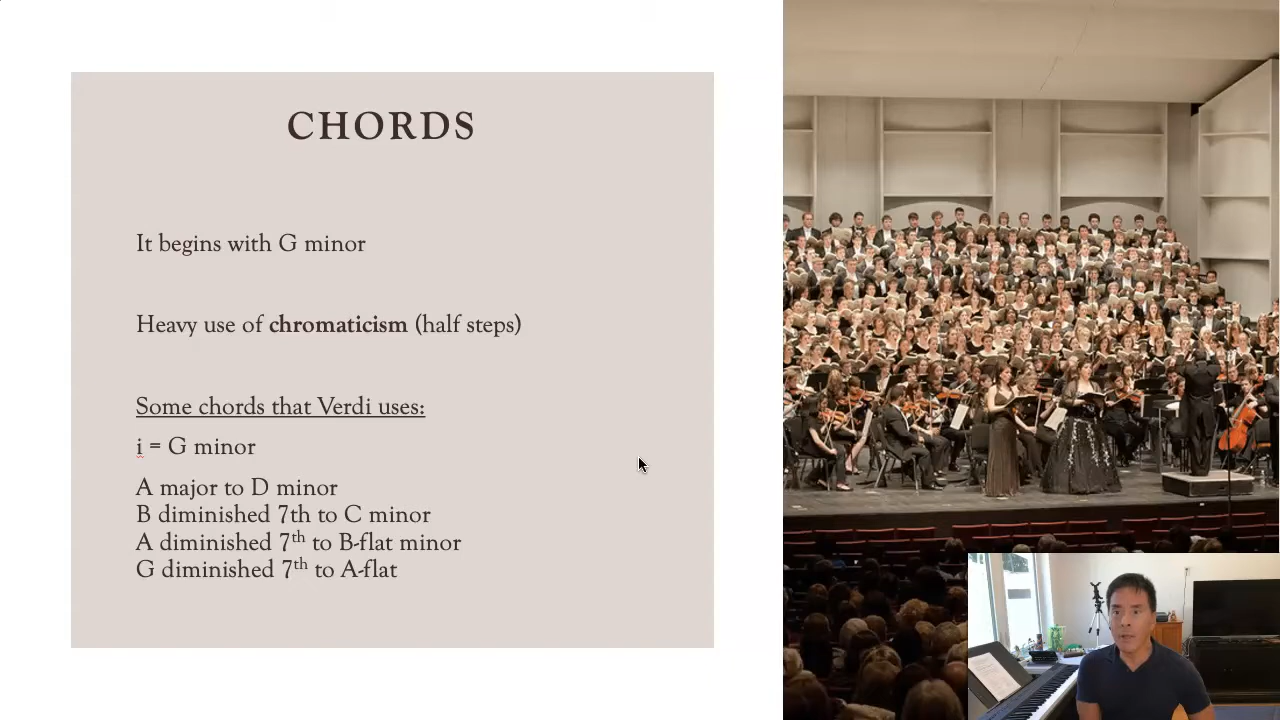 CHORDS
It begins with G minor
Heavy use of chromaticism (half steps)
Some chords that Verdi uses:
i = G minor
A major to D minor
B diminished 7th to C minor
A diminished 7th to B-flat minor
G diminished 7th to A-flat